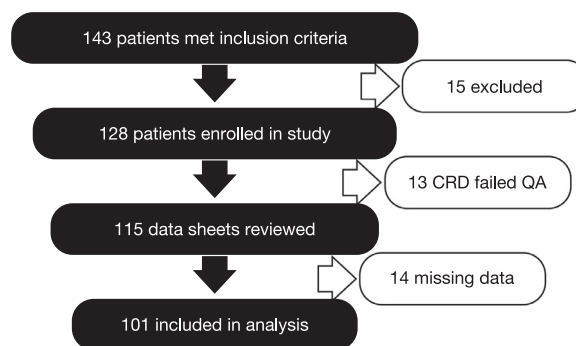 143 patients met inclusion criteria
15 excluded
128 patients enrolled in study
13 CRD failed QA
115 data sheets reviewed
14 missing data
101 included in analysis